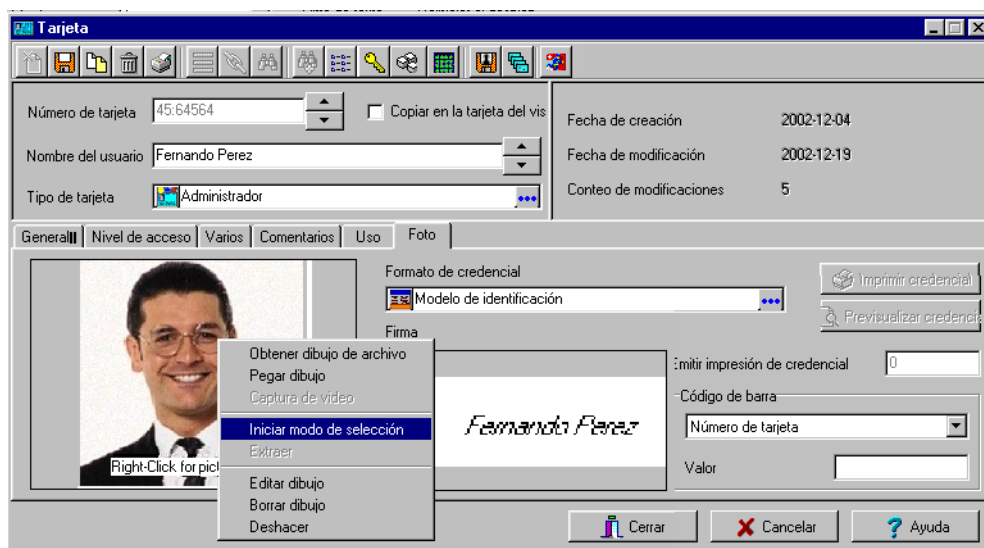 Tarjeta
Número de tarjeta 45:64564 Copiar en la tarjeta del vis
Nombre del usuario Fernando Perez
Tipo de tarjeta Administrador
Fecha de creación 2002-12-04
Fecha de modificación 2002-12-19
Conteo de modificaciones 5
General Nivel de acceso Varios Comentarios Uso Foto
Right-Click for pic
Obtener dibujo de archivo
Pegar dibujo
Captura de video
Iniciar modo de selección
Extraer
Editar dibujo
Borrar dibujo
Deshacer
Formato de credencial
Modelo de identificación
Firma
Fernando Perez
Imprimir credencial
Previsualizar credencia
Emitir impresión de credencial 0
Código de barra
Número de tarjeta
Valor
Cerrar Cancelar Ayuda